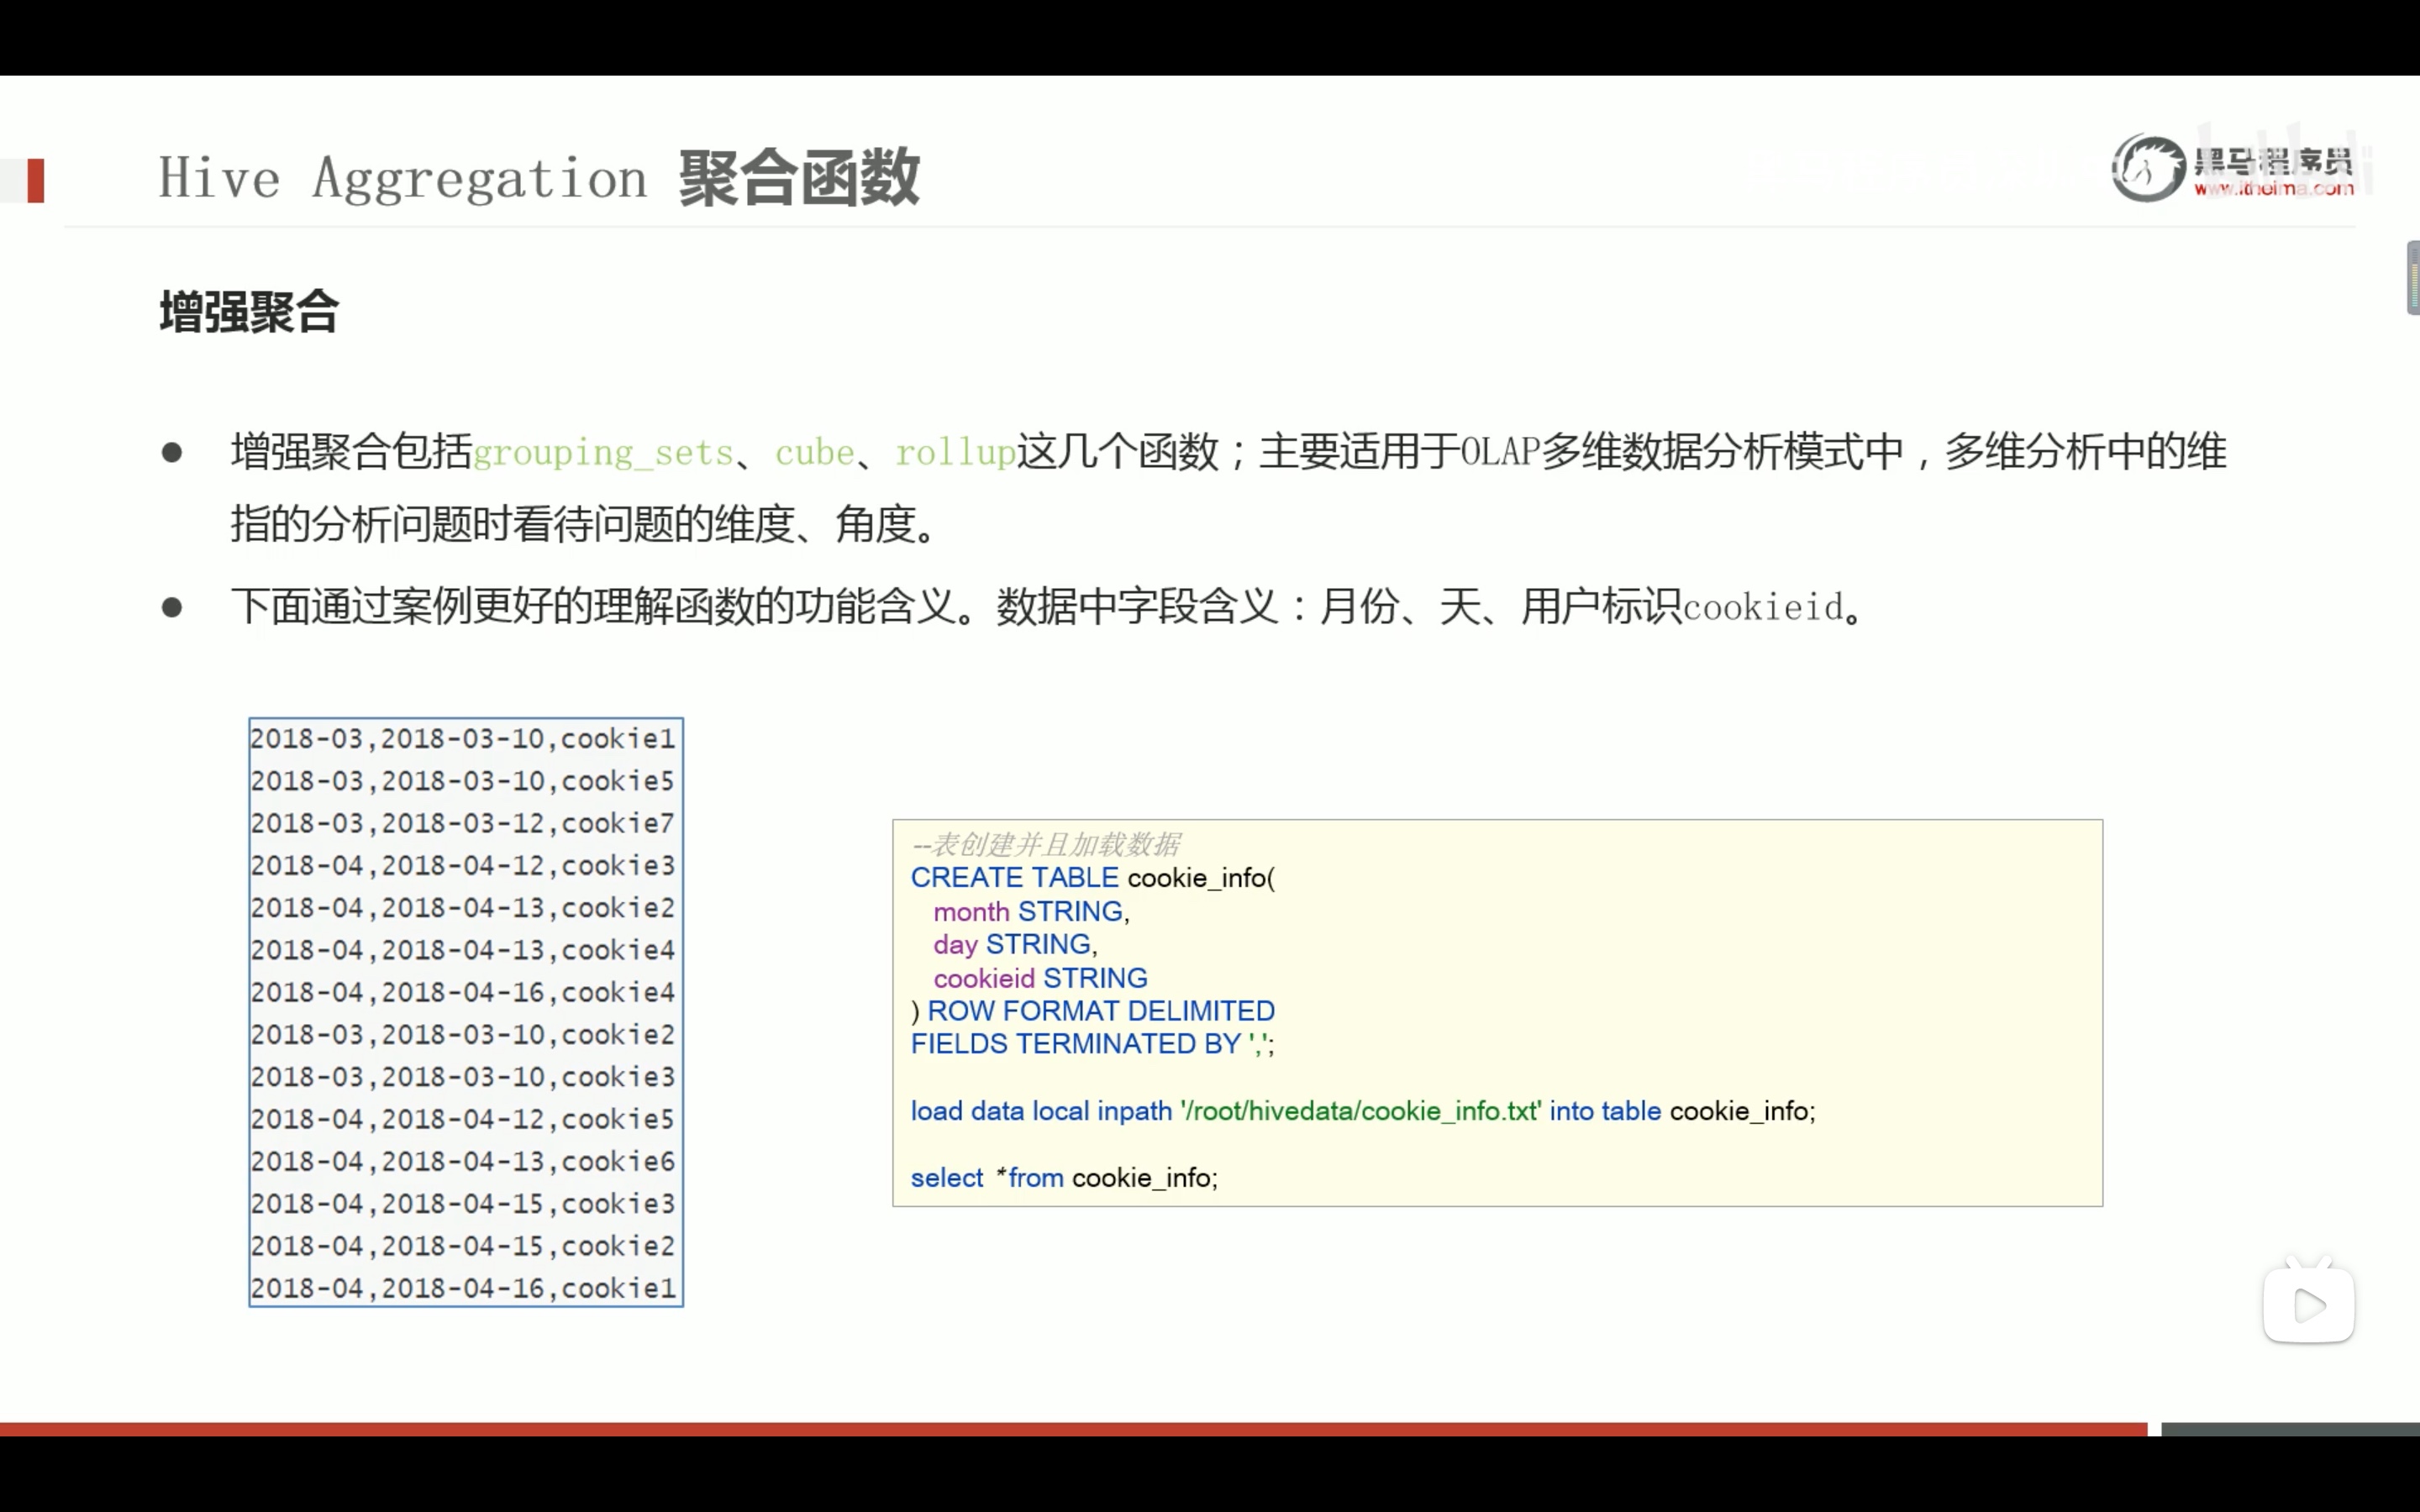 Hive Aggregation 聚合函数
黑马程序员
www.itheima.com
增强聚合
● 增强聚合包括grouping_sets、cube、rollup这几个函数；主要适用于OLAP多维数据分析模式中，多维分析中的维
指的分析问题时看待问题的维度、角度。
● 下面通过案例更好的理解函数的功能含义。数据中字段含义：月份、天、用户标识cookieid。
2018-03,2018-03-10,cookie1
2018-03,2018-03-10,cookie5
2018-03,2018-03-12,cookie7
2018-04,2018-04-12,cookie3
2018-04,2018-04-13,cookie2
2018-04,2018-04-13,cookie4
2018-04,2018-04-16,cookie4
2018-03,2018-03-10,cookie2
2018-03,2018-03-10,cookie3
2018-04,2018-04-12,cookie5
2018-04,2018-04-13,cookie6
2018-04,2018-04-15,cookie3
2018-04,2018-04-15,cookie2
2018-04,2018-04-16,cookie1
--表创建并且加载数据
CREATE TABLE cookie_info(
month STRING,
day STRING,
cookieid STRING
) ROW FORMAT DELIMITED
FIELDS TERMINATED BY ',';
load data local inpath '/root/hivedata/cookie_info.txt' into table cookie_info;
select *from cookie_info;